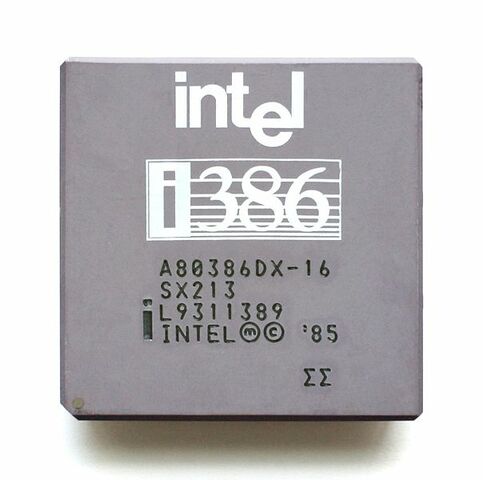 intel
i386
A80386DX-16
SX213
i L9311389
INTEL Ⓜ Ⓒ '85
ΣΣ